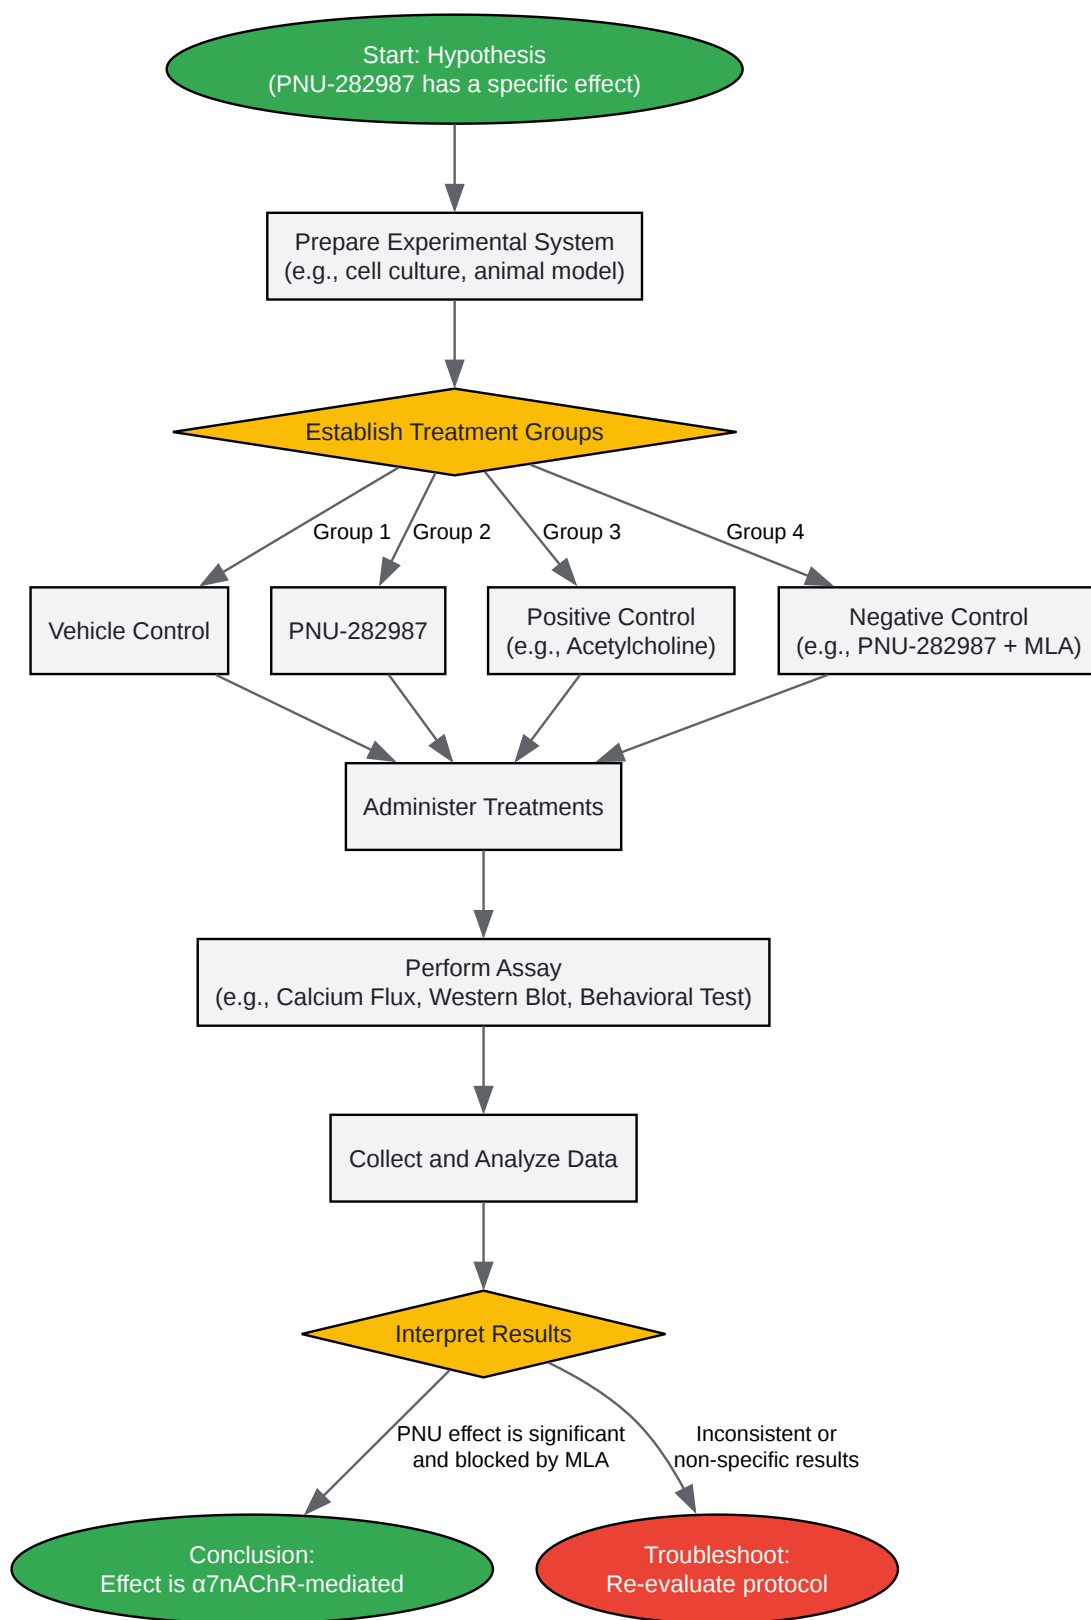 Start: Hypothesis
(PNU-282987 has a specific effect)
Prepare Experimental System
(e.g., cell culture, animal model)
Establish Treatment Groups
Group 1
Group 2
Group 3
Group 4
Vehicle Control
PNU-282987
Positive Control
(e.g., Acetylcholine)
Negative Control
(e.g., PNU-282987 + MLA)
Administer Treatments
Perform Assay
(e.g., Calcium Flux, Western Blot, Behavioral Test)
Collect and Analyze Data
Interpret Results
PNU effect is significant
and blocked by MLA
Inconsistent or
non-specific results
Conclusion:
Effect is α7nAChR-mediated
Troubleshoot:
Re-evaluate protocol